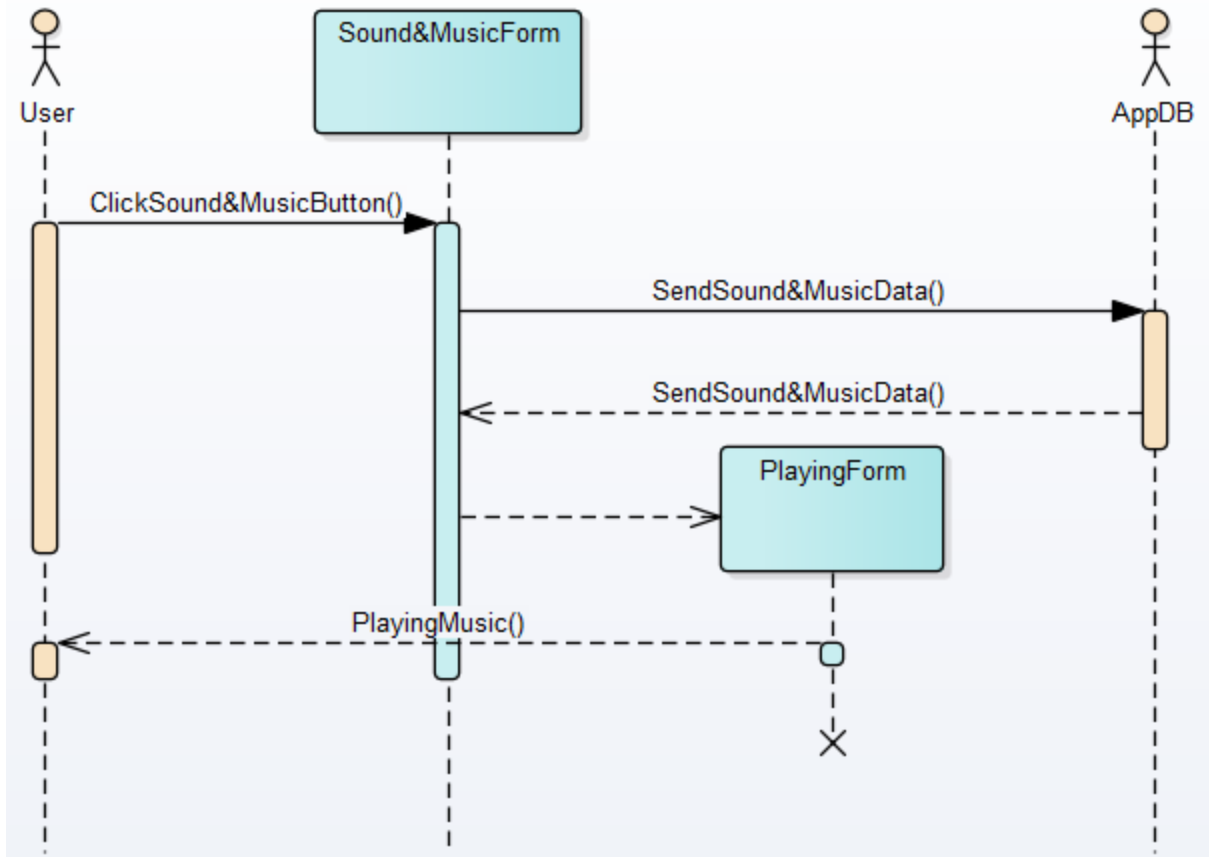 Sound&MusicForm
User
AppDB
ClickSound&MusicButton()
SendSound&MusicData()
SendSound&MusicData()
PlayingForm
PlayingMusic()